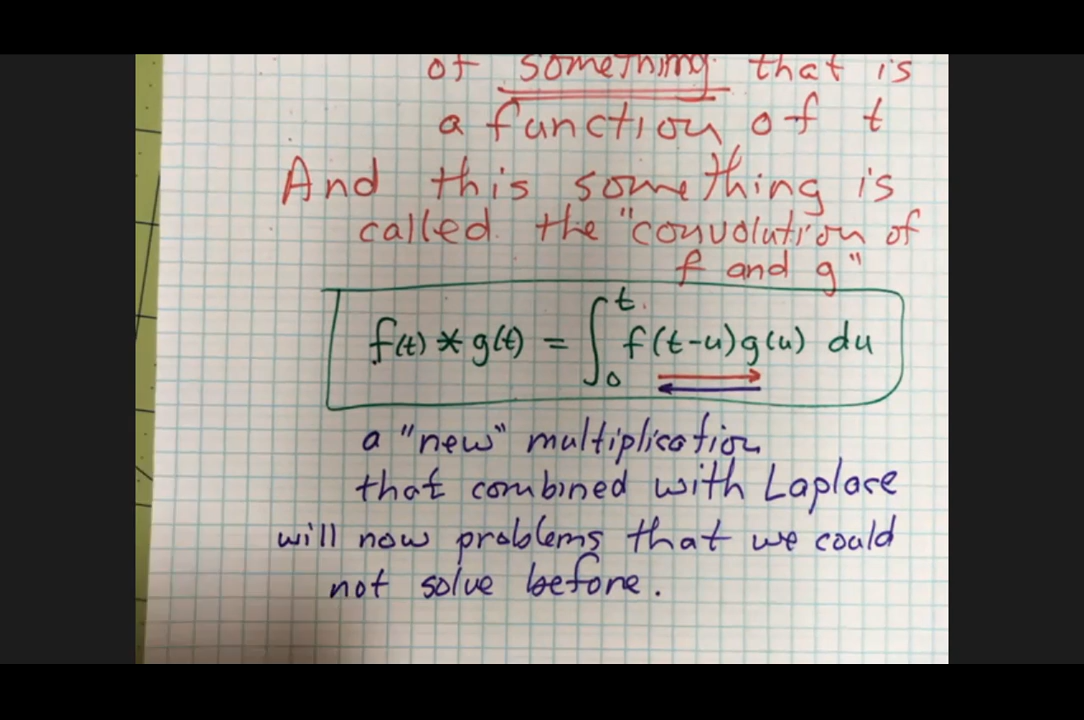 of something that is
a function of t
And this something is
called the "convolution of
f and g"
f(t) * g(t) = ∫₀ᵗ f(t-u)g(u) du
a "new" multiplication
that combined with Laplace
will now problems that we could
not solve before.